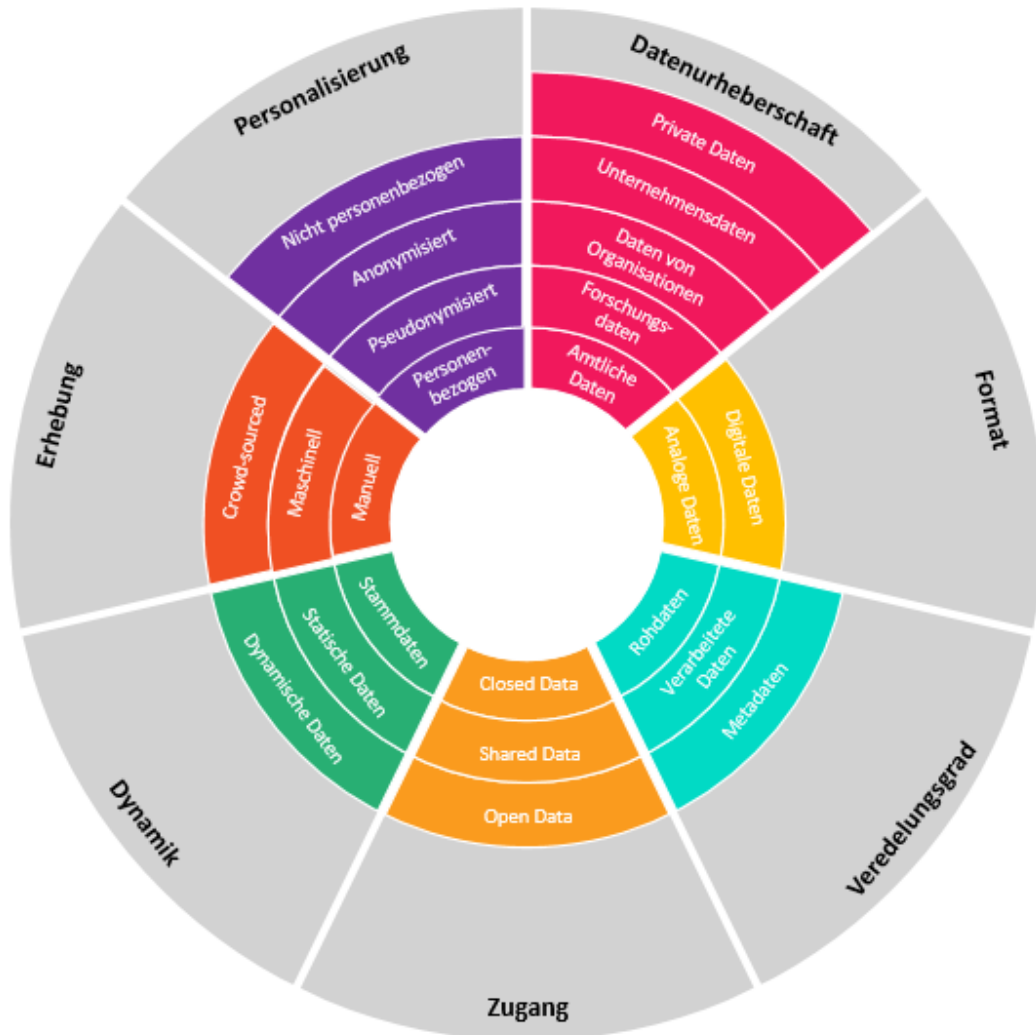 Personalisierung
Nicht personenbezogen
Anonymisiert
Pseudonymisiert
Personen-
bezogen
Datenurheberschaft
Private Daten
Unternehmensdaten
Daten von
Organisationen
Forschungs-
daten
Amtliche
Daten
Format
Digitale Daten
Analoge Daten
Veredelungsgrad
Rohdaten
Verarbeitete
Daten
Metadaten
Zugang
Closed Data
Shared Data
Open Data
Dynamik
Stammdaten
Statische Daten
Dynamische Daten
Erhebung
Crowd-sourced
Maschinell
Manuell